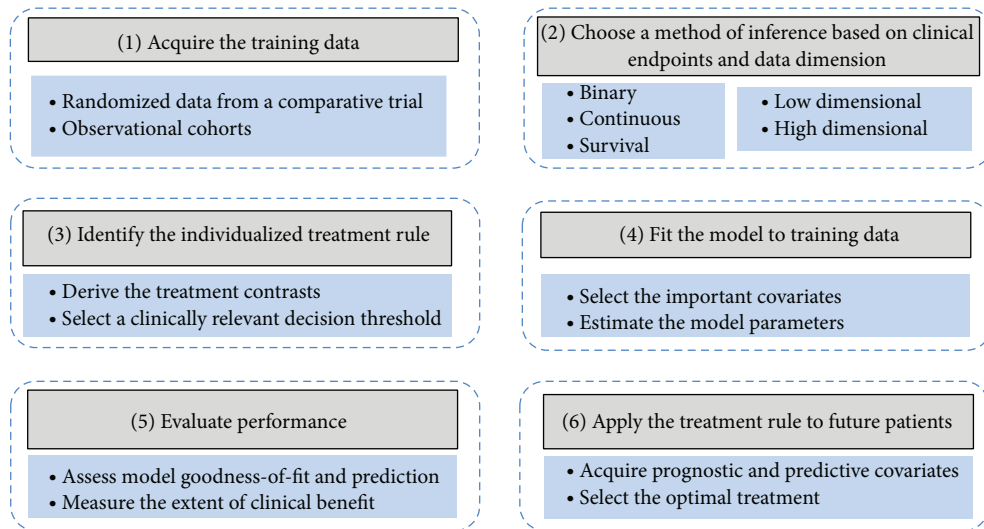 (1) Acquire the training data
• Randomized data from a comparative trial
• Observational cohorts
(2) Choose a method of inference based on clinical
endpoints and data dimension
• Binary
• Continuous
• Survival
• Low dimensional
• High dimensional
(3) Identify the individualized treatment rule
• Derive the treatment contrasts
• Select a clinically relevant decision threshold
(4) Fit the model to training data
• Select the important covariates
• Estimate the model parameters
(5) Evaluate performance
• Assess model goodness-of-fit and prediction
• Measure the extent of clinical benefit
(6) Apply the treatment rule to future patients
• Acquire prognostic and predictive covariates
• Select the optimal treatment